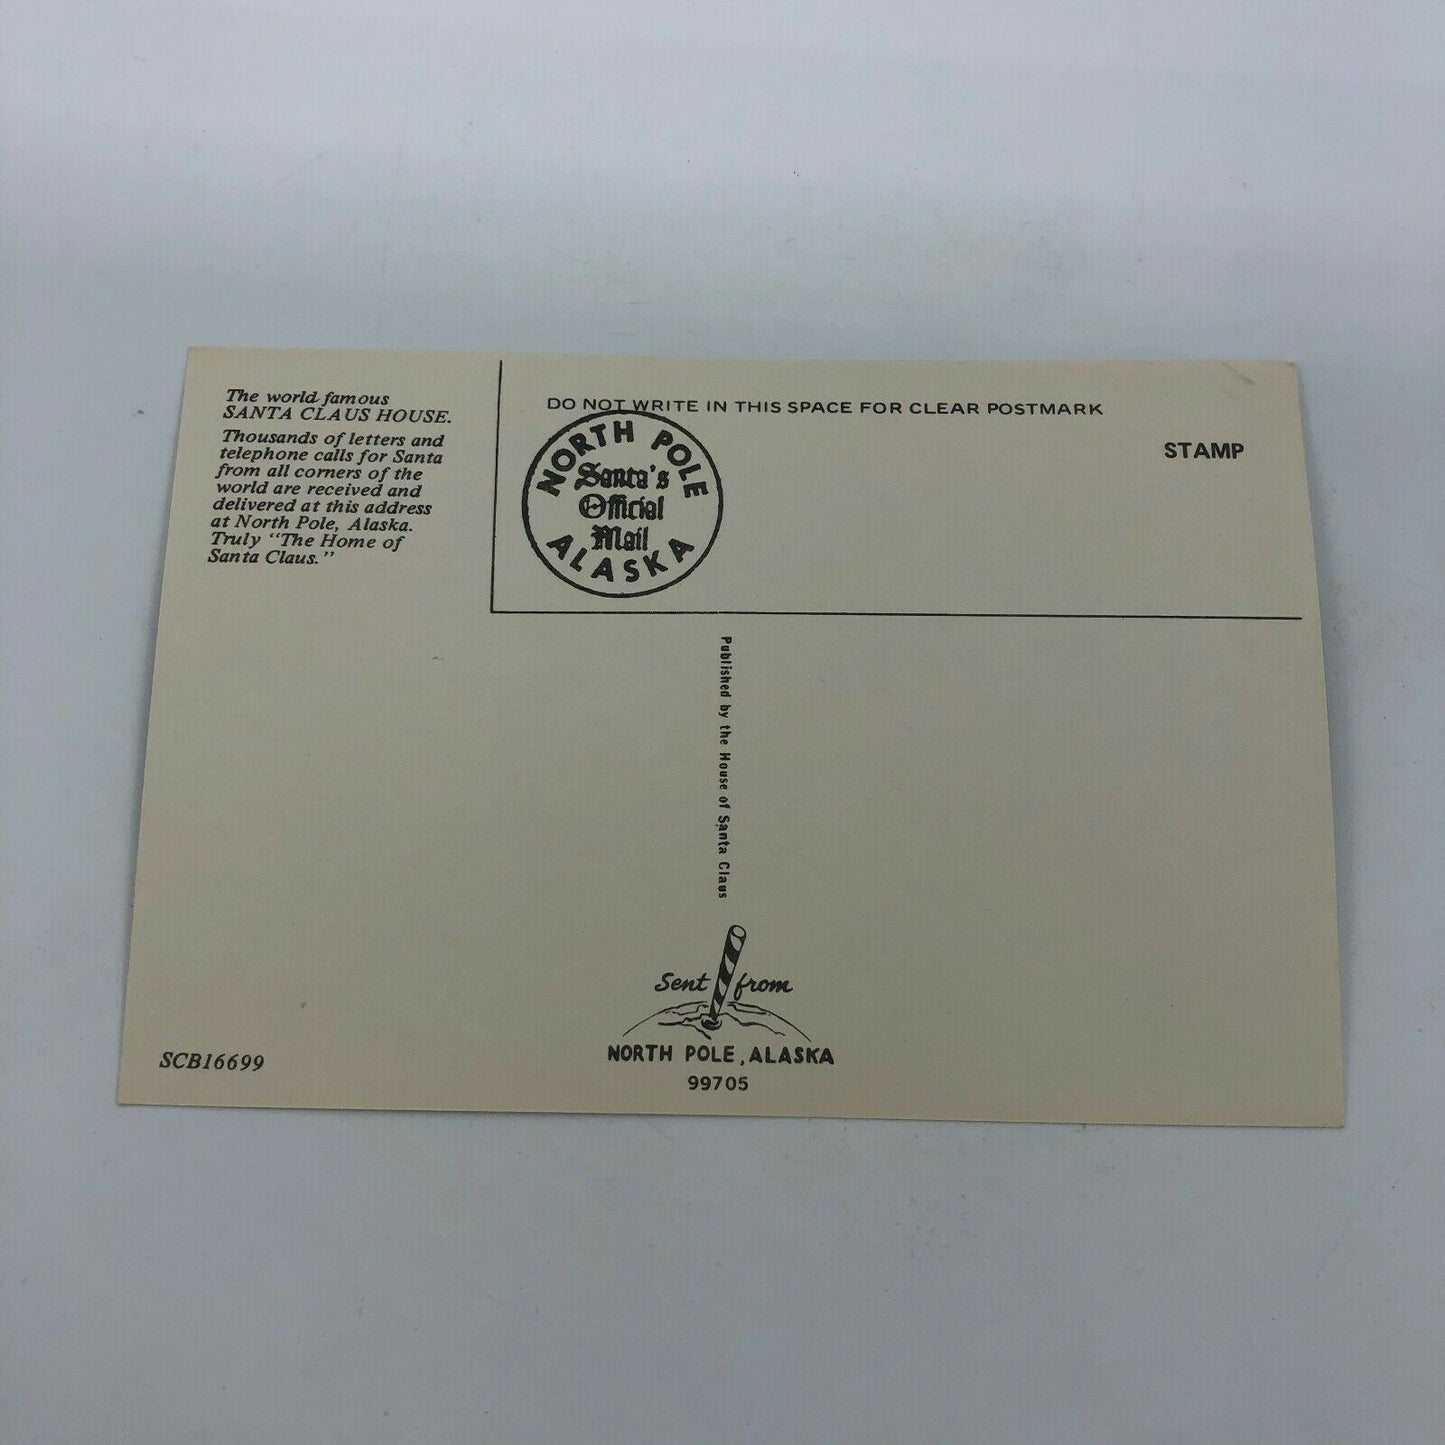 The world famous
SANTA CLAUS HOUSE.
Thousands of letters and
telephone calls for Santa
from all corners of the
world are received and
delivered at this address
at North Pole, Alaska.
Truly “The Home of
Santa Claus.”
DO NOT WRITE IN THIS SPACE FOR CLEAR POSTMARK
STAMP
NORTH POLE
Santa's
Official
Mail
ALASKA
Published by the House of Santa Claus
Sent from
NORTH POLE, ALASKA
99705
SCB16699